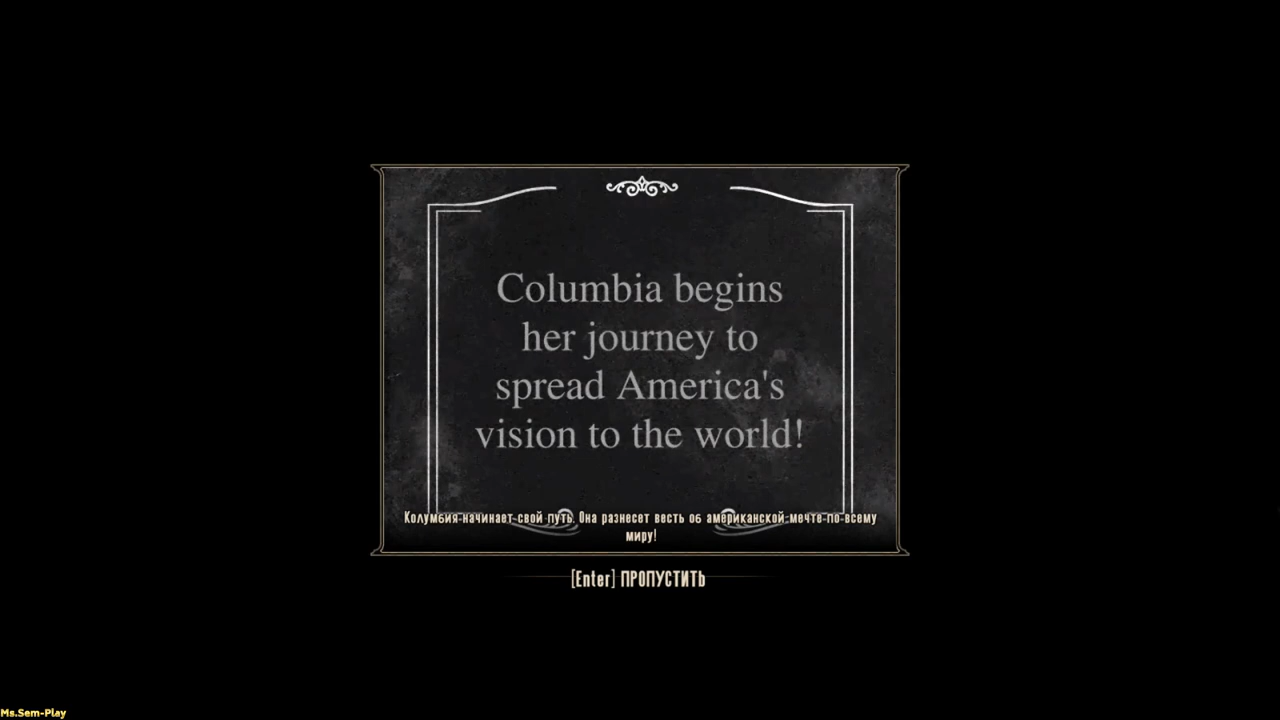 Columbia begins
her journey to
spread America's
vision to the world!
Колумбия начинает свой путь. Она разнесет весть об американской мечте по всему
миру!
[Enter] ПРОПУСТИТЬ
Ms.Sem-Play